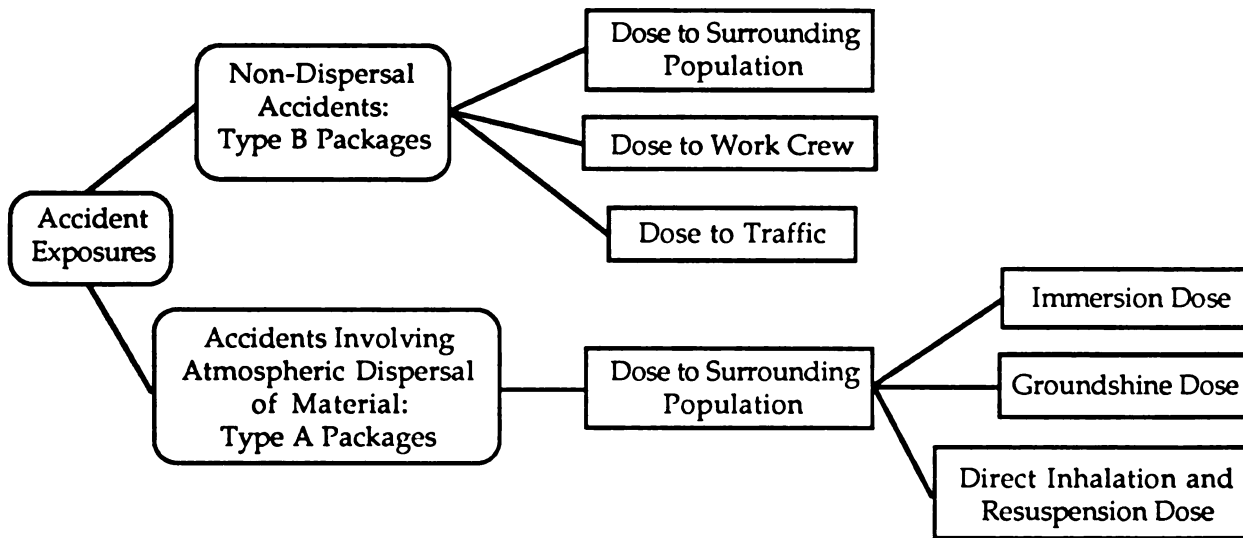 Accident
Exposures
Non-Dispersal
Accidents:
Type B Packages
Dose to Surrounding
Population
Dose to Work Crew
Dose to Traffic
Accidents Involving
Atmospheric Dispersal
of Material:
Type A Packages
Dose to Surrounding
Population
Immersion Dose
Groundshine Dose
Direct Inhalation and
Resuspension Dose